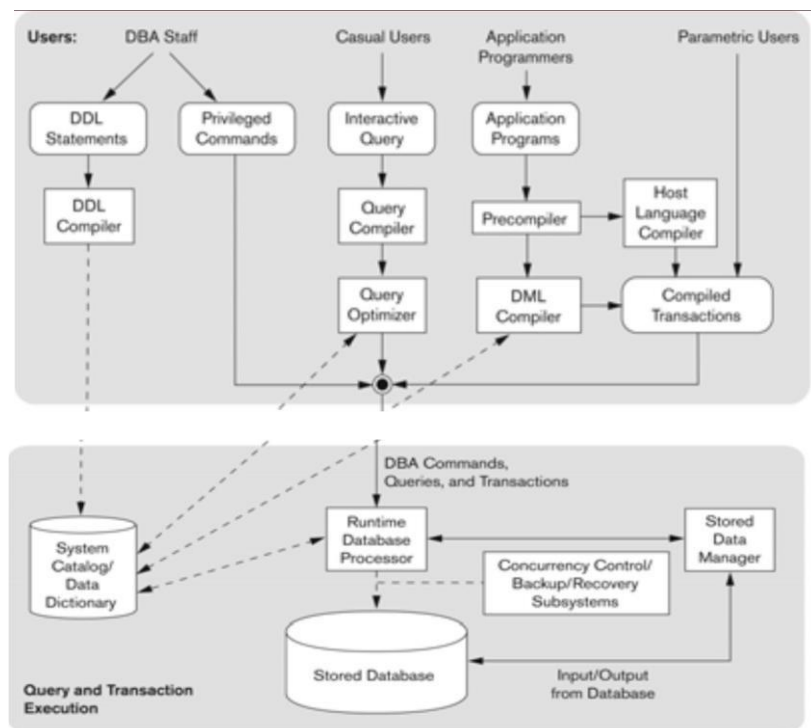 Users:
DBA Staff
Casual Users
Application
Programmers
Parametric Users
DDL
Statements
Privileged
Commands
Interactive
Query
Application
Programs
DDL
Compiler
Query
Compiler
Precompiler
Host
Language
Compiler
Query
Optimizer
DML
Compiler
Compiled
Transactions
DBA Commands,
Queries, and Transactions
System
Catalog/
Data
Dictionary
Runtime
Database
Processor
Stored
Data
Manager
Concurrency Control/
Backup/Recovery
Subsystems
Stored Database
Input/Output
from Database
Query and Transaction
Execution